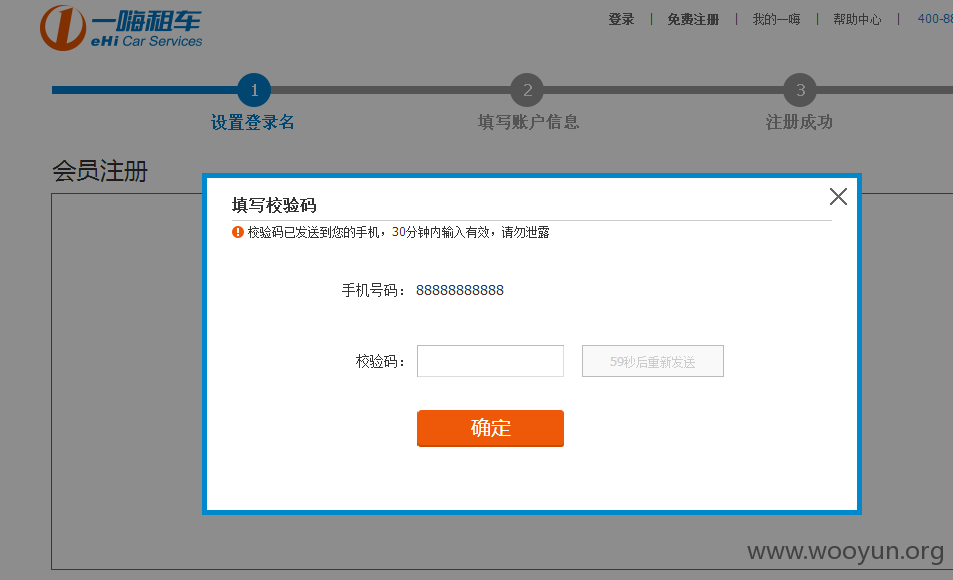 一嗨租车
eHi Car Services
登录 | 免费注册 | 我的一嗨 | 帮助中心 | 400-88
1 2 3
设置登录名 填写账户信息 注册成功
会员注册
填写校验码
校验码已发送到您的手机，30分钟内输入有效，请勿泄露
手机号码： 88888888888
校验码： 59秒后重新发送
确定
www.wooyun.org